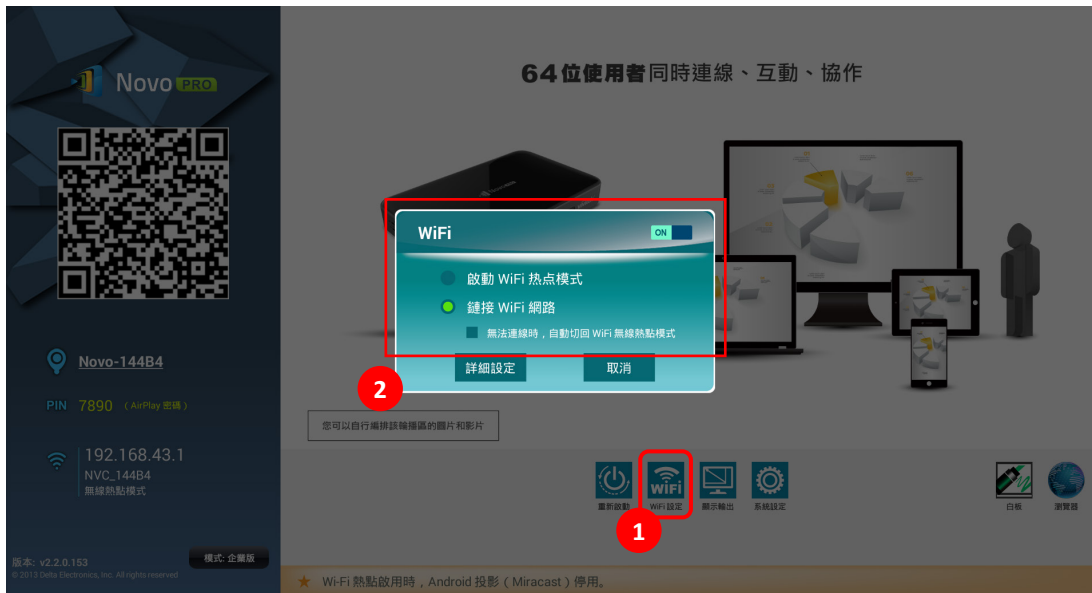 Novo PRO
Novo-144B4
PIN 7890 (AirPlay 密碼)
192.168.43.1
NVC_144B4
無線熱點模式
版本: v2.2.0.153
模式: 企業版
© 2013 Delta Electronics, Inc. All rights reserved
64位使用者同時連線、互動、協作
WiFi
ON
啟動 WiFi 热点模式
鏈接 WiFi 網路
無法連線時,自動切回 WiFi 無線熱點模式
詳細設定
取消
2
您可以自行編排該輪播區的圖片和影片
WiFi
重新啟動
WiFi 設定
顯示輸出
系統設定
白板
瀏覽器
1
Wi-Fi 熱點啟用時,Android 投影 ( Miracast ) 停用。